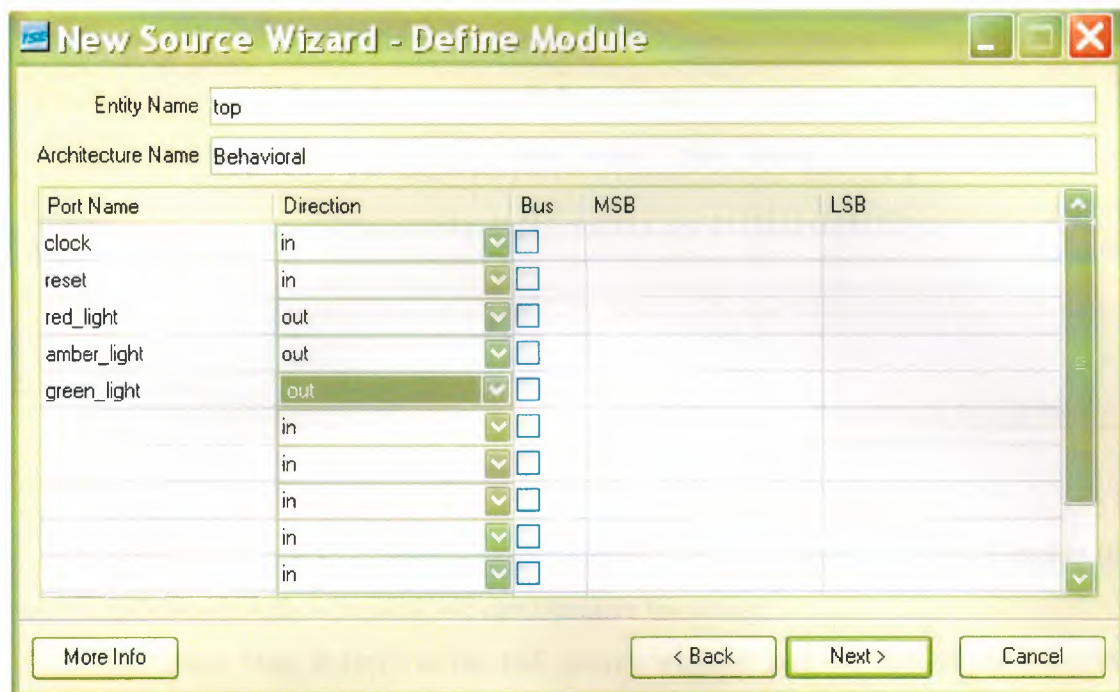 ISE New Source Wizard - Define Module
Entity Name top
Architecture Name Behavioral
Port Name Direction Bus MSB LSB
clock in
reset in
red_light out
amber_light out
green_light out
in
in
in
in
in
More Info < Back Next > Cancel